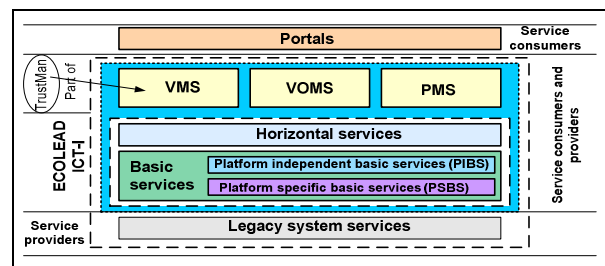 Portals
Service
consumers
TrustMan
Part of
VMS
VOMS
PMS
Service consumers and
providers
ECOLEAD
ICT-I
Horizontal services
Basic
services
Platform independent basic services (PIBS)
Platform specific basic services (PSBS)
Service
providers
Legacy system services